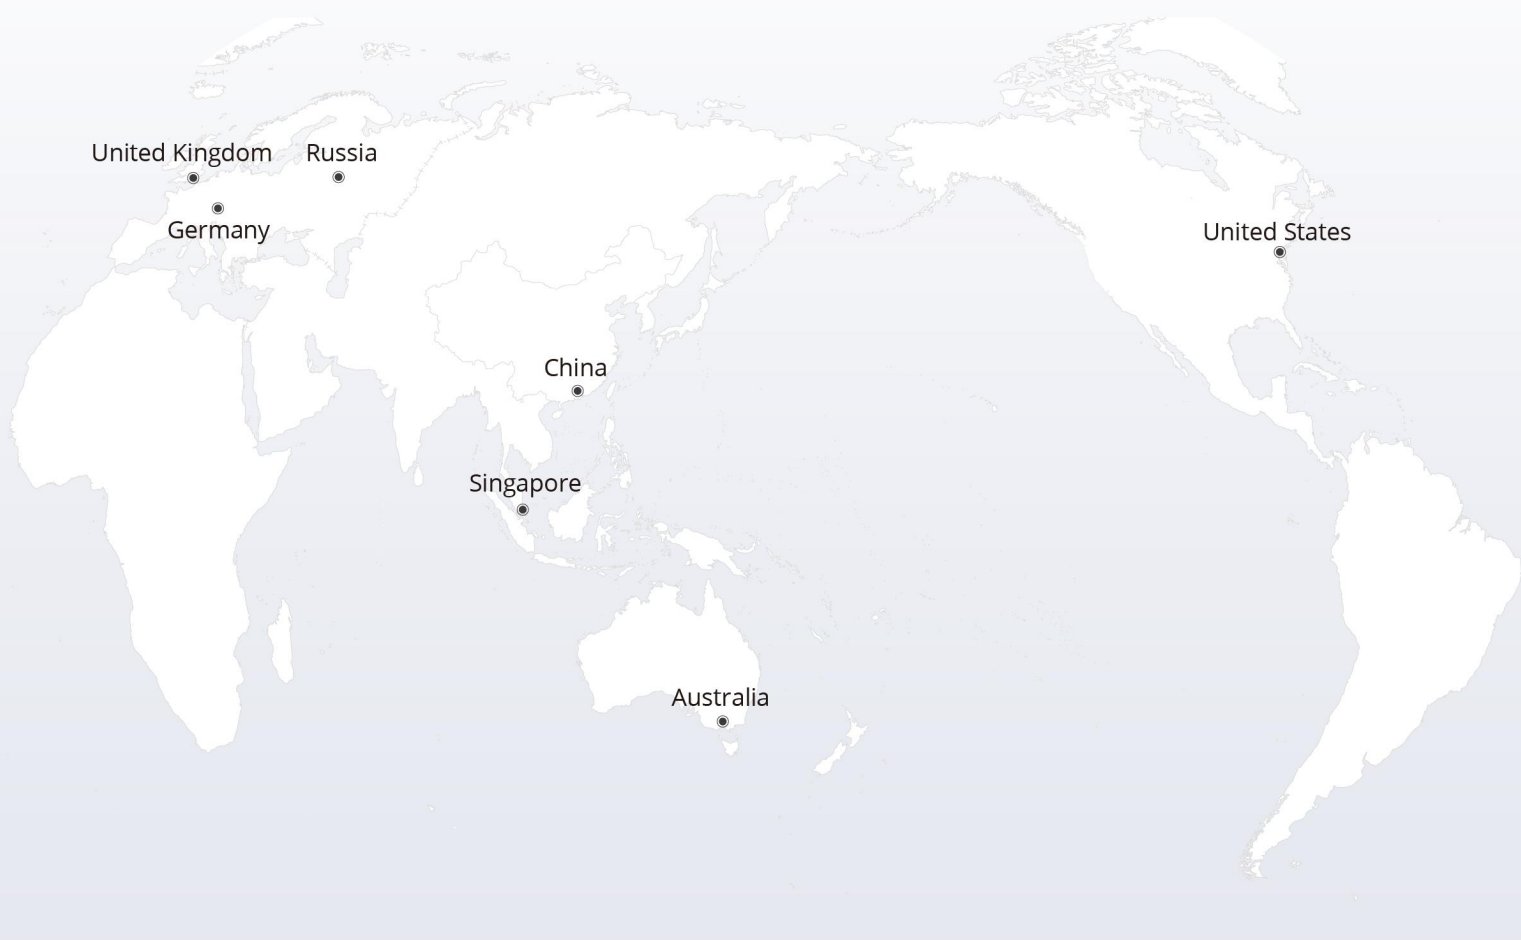 United Kingdom
Russia
Germany
United States
China
Singapore
Australia